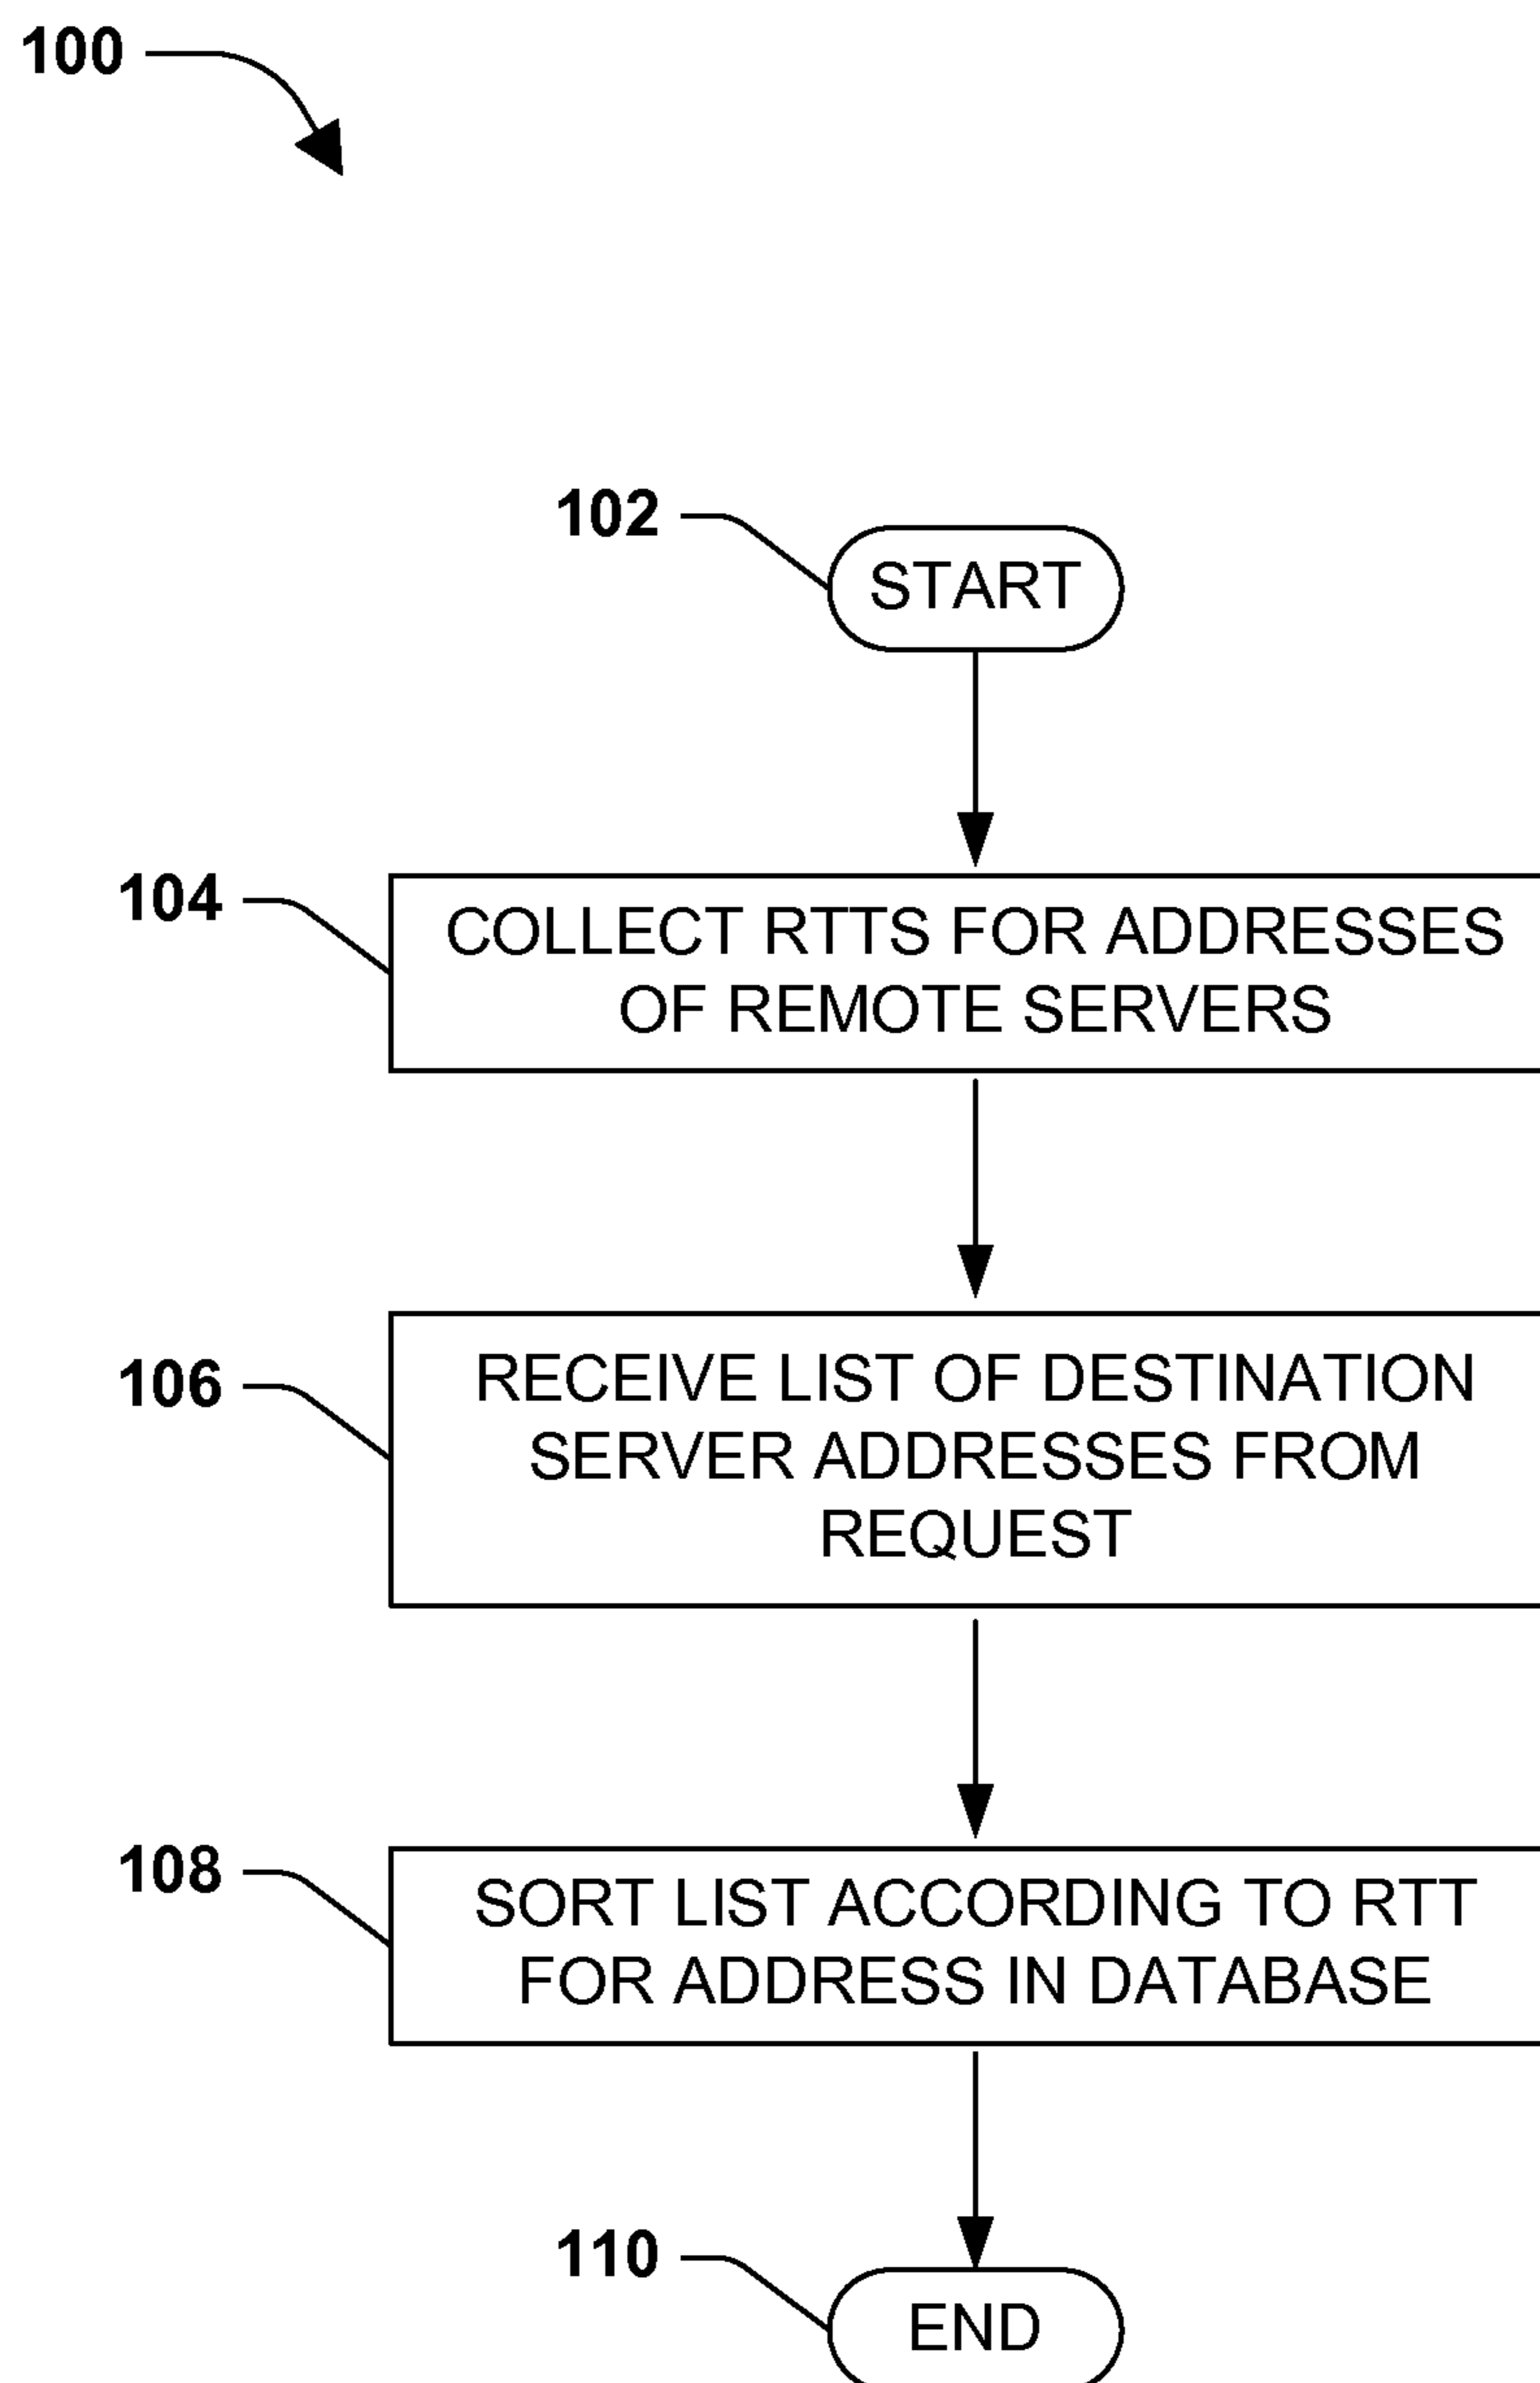 100
102
START
104
COLLECT RTTS FOR ADDRESSES
OF REMOTE SERVERS
106
RECEIVE LIST OF DESTINATION
SERVER ADDRESSES FROM
REQUEST
108
SORT LIST ACCORDING TO RTT
FOR ADDRESS IN DATABASE
110
END